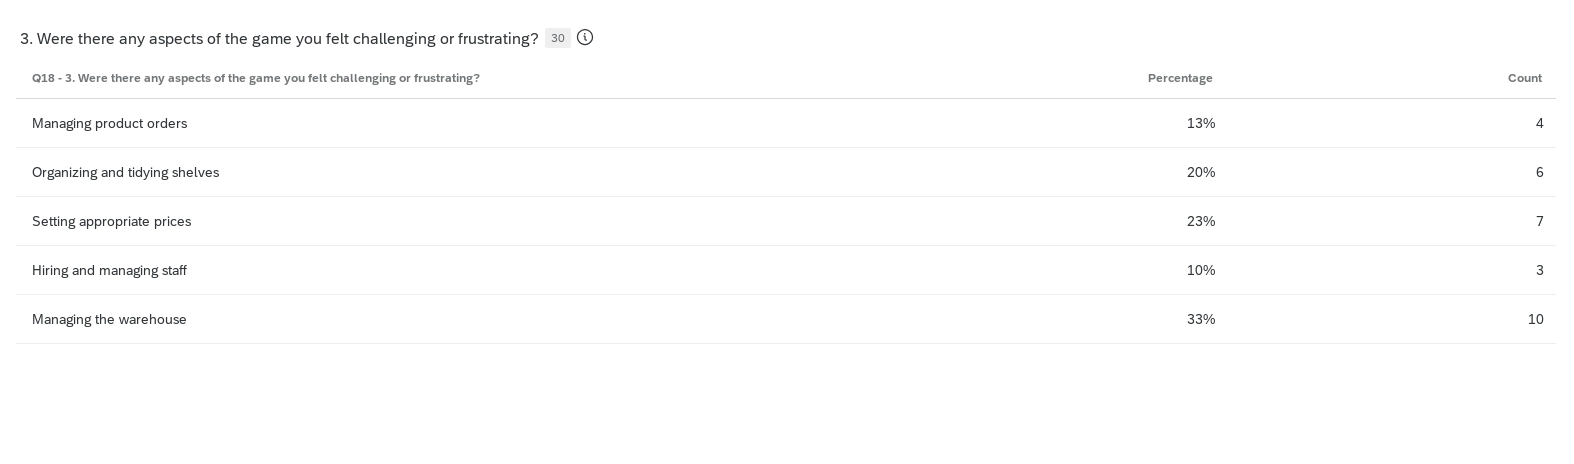 3. Were there any aspects of the game you felt challenging or frustrating? 30
Q18 - 3. Were there any aspects of the game you felt challenging or frustrating? Percentage Count
Managing product orders 13% 4
Organizing and tidying shelves 20% 6
Setting appropriate prices 23% 7
Hiring and managing staff 10% 3
Managing the warehouse 33% 10